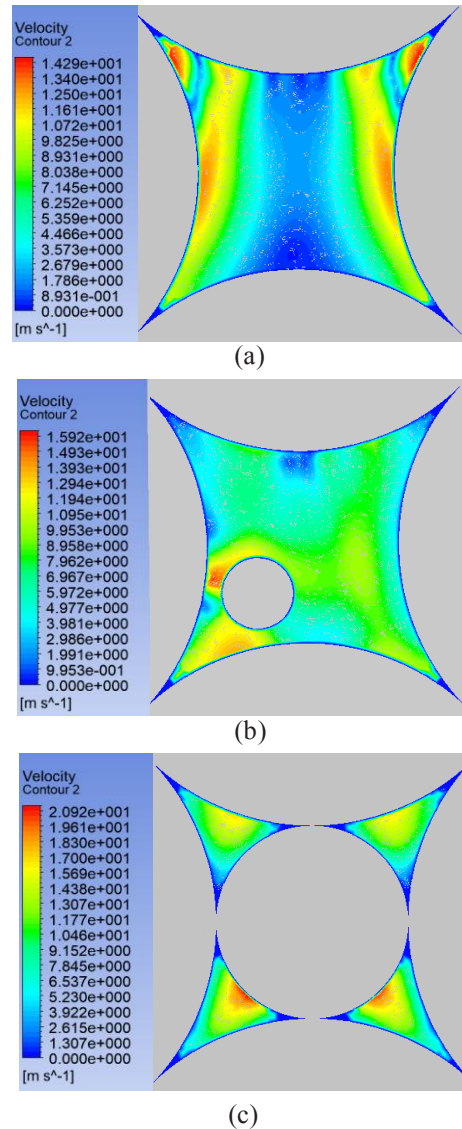 Velocity
Contour 2
1.429e+001
1.340e+001
1.250e+001
1.161e+001
1.072e+001
9.825e+000
8.931e+000
8.038e+000
7.145e+000
6.252e+000
5.359e+000
4.466e+000
3.573e+000
2.679e+000
1.786e+000
8.931e-001
0.000e+000
[m s^-1]
(a)
Velocity
Contour 2
1.592e+001
1.493e+001
1.393e+001
1.294e+001
1.194e+001
1.095e+001
9.953e+000
8.958e+000
7.962e+000
6.967e+000
5.972e+000
4.977e+000
3.981e+000
2.986e+000
1.991e+000
9.953e-001
0.000e+000
[m s^-1]
(b)
Velocity
Contour 2
2.092e+001
1.961e+001
1.830e+001
1.700e+001
1.569e+001
1.438e+001
1.307e+001
1.177e+001
1.046e+001
9.152e+000
7.845e+000
6.537e+000
5.230e+000
3.922e+000
2.615e+000
1.307e+000
0.000e+000
[m s^-1]
(c)